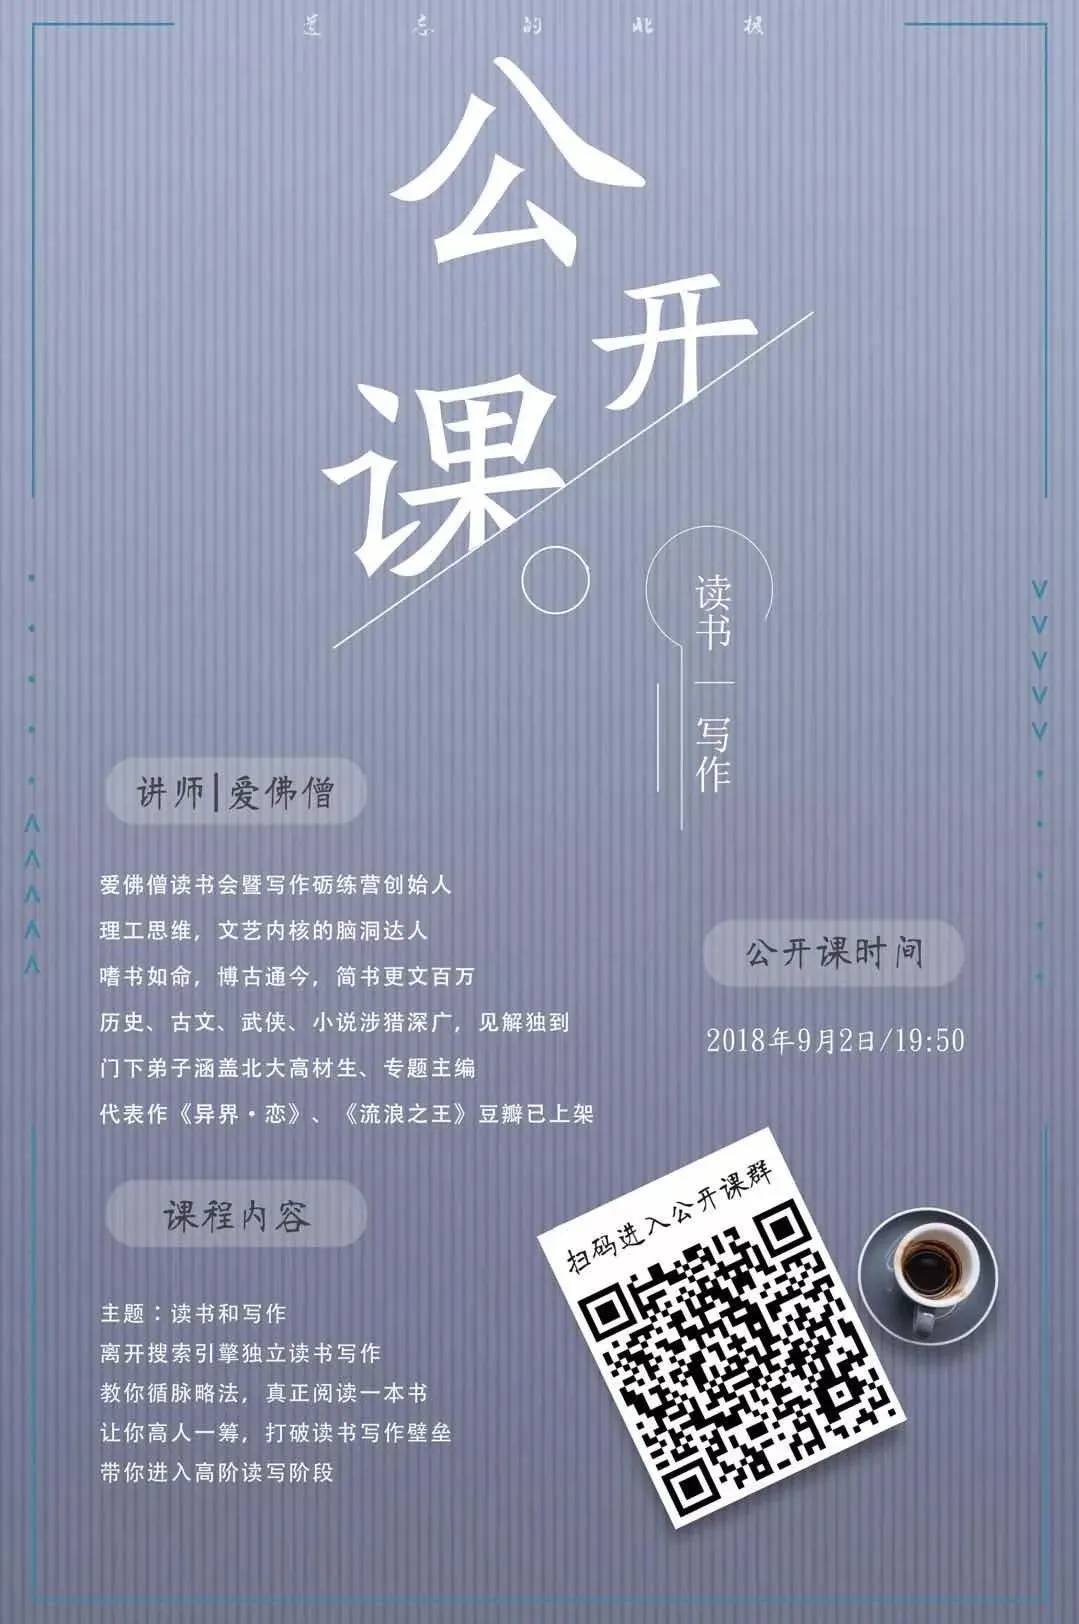 遗忘的北极
公开课
读书|写作
讲师|爱佛僧
爱佛僧读书会暨写作砺练营创始人
理工思维，文艺内核的脑洞达人
嗜书如命，博古通今，简书更文百万
历史、古文、武侠、小说涉猎深广，见解独到
门下弟子涵盖北大高材生、专题主编
代表作《异界·恋》、《流浪之王》豆瓣已上架
公开课时间
2018年9月2日/19:50
课程内容
主题：读书和写作
离开搜索引擎独立读书写作
教你循脉略法，真正阅读一本书
让你高人一筹，打破读书写作壁垒
带你进入高阶读写阶段
扫码进入公开课群